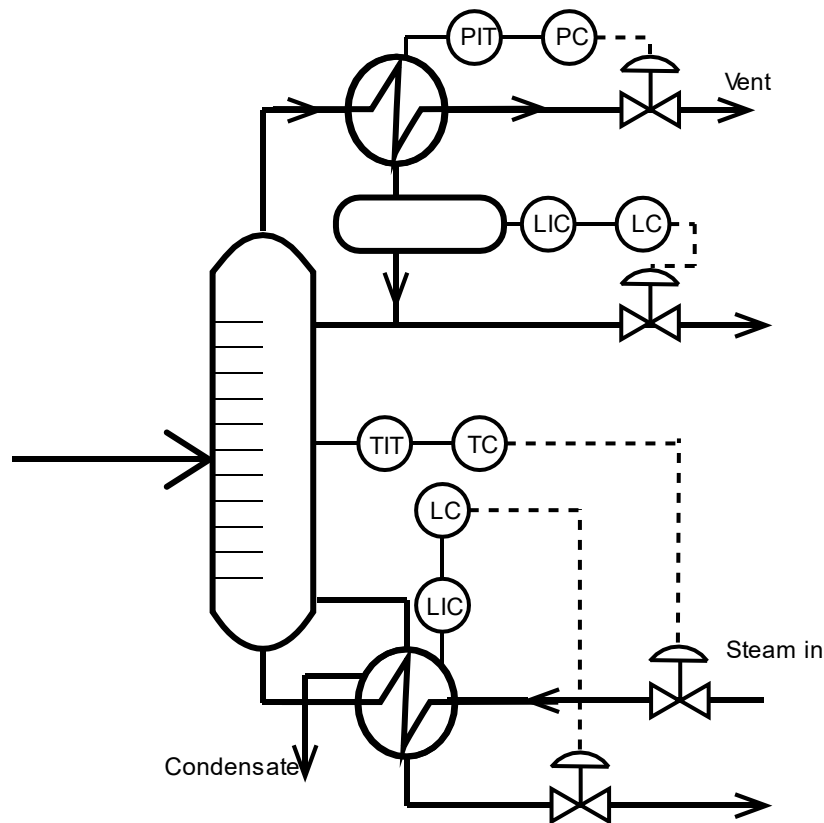 PIT
PC
Vent
LIC
LC
TIT
TC
LC
LIC
Steam in
Condensate